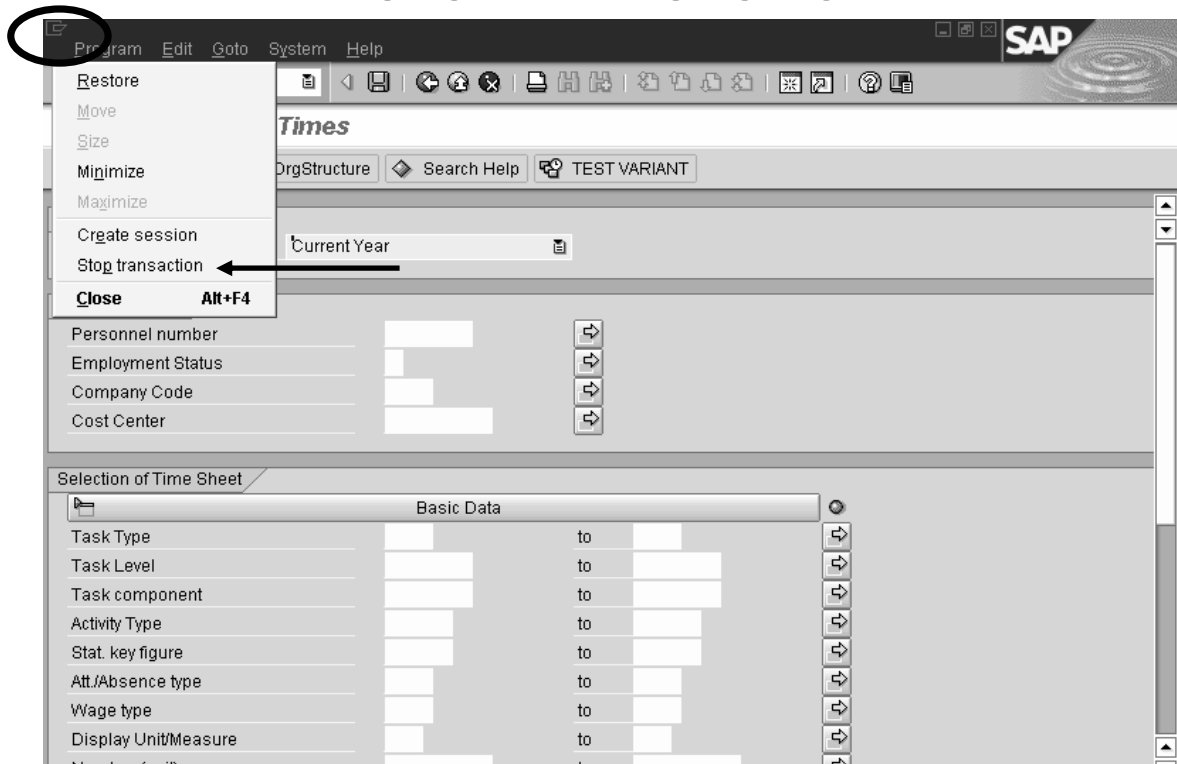 Program Edit Goto System Help
SAP
Restore
Move
Size
Minimize
Maximize
Create session
Stop transaction
Close Alt+F4
Times
OrgStructure Search Help TEST VARIANT
Current Year
Personnel number
Employment Status
Company Code
Cost Center
Selection of Time Sheet
Basic Data
Task Type to
Task Level to
Task component to
Activity Type to
Stat. key figure to
Att./Absence type to
Wage type to
Display Unit/Measure to